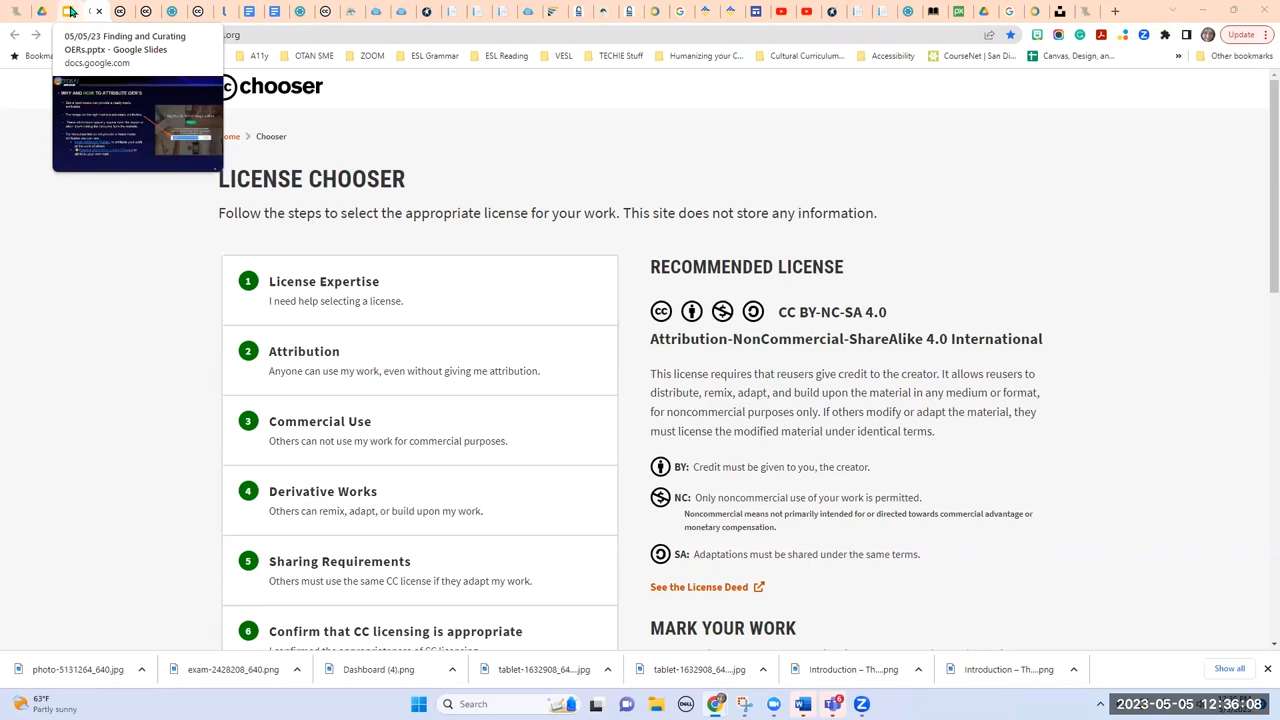 .org
Update
Bookm
A11y
OTAN SME
ZOOM
ESL Grammar
ESL Reading
TECHIE Stuff
Humanizing your C...
Cultural Curriculum...
Accessibility
CourseNet | San Di...
Canva, Design, an...
»
Other bookmarks
05/05/23 Finding and Curating
OERs.pptx - Google Slides
docs.google.com
WHY AND HOW TO ATTRIBUTE OER'S
chooser
ome
Chooser
LICENSE CHOOSER
Follow the steps to select the appropriate license for your work. This site does not store any information.
1 License Expertise
I need help selecting a license.
2 Attribution
Anyone can use my work, even without giving me attribution.
3 Commercial Use
Others can not use my work for commercial purposes.
4 Derivative Works
Others can remix, adapt, or build upon my work.
5 Sharing Requirements
Others must use the same CC license if they adapt my work.
6 Confirm that CC licensing is appropriate
RECOMMENDED LICENSE
CC BY-NC-SA 4.0
Attribution-NonCommercial-ShareAlike 4.0 International
This license requires that reusers give credit to the creator. It allows reusers to
distribute, remix, adapt, and build upon the material in any medium or format,
for noncommercial purposes only. If others modify or adapt the material, they
must license the modified material under identical terms.
BY: Credit must be given to you, the creator.
NC: Only noncommercial use of your work is permitted.
Noncommercial means not primarily intended for or directed towards commercial advantage or
monetary compensation.
SA: Adaptations must be shared under the same terms.
See the License Deed
MARK YOUR WORK
photo-5131264_640.jpg
exam-2428208_640.png
Dashboard (4).png
_64....jpg
tablet-1632908_64....jpg
Introduction – Th....png
Introduction – Th....png
Show all
63°F
Partly sunny
Search
DELL
6
2023-05-05 12:36:08